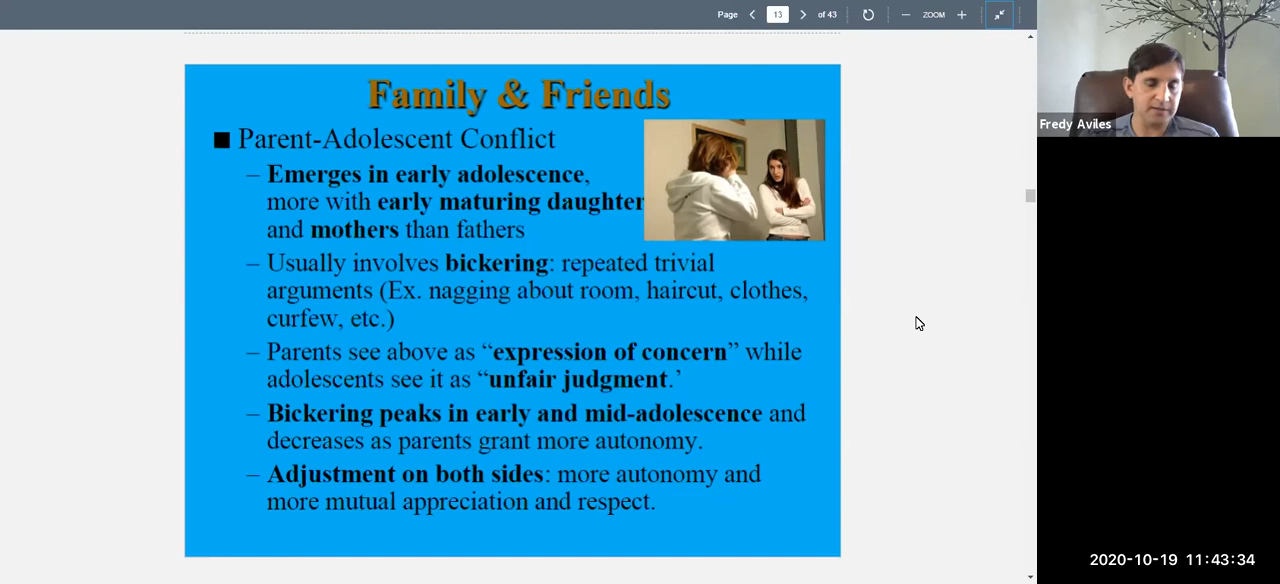 Page 13 of 43 ZOOM
Family & Friends
Parent-Adolescent Conflict
– Emerges in early adolescence,
more with early maturing daughter
and mothers than fathers
– Usually involves bickering: repeated trivial
arguments (Ex. nagging about room, haircut, clothes,
curfew, etc.)
– Parents see above as “expression of concern” while
adolescents see it as “unfair judgment.’
– Bickering peaks in early and mid-adolescence and
decreases as parents grant more autonomy.
– Adjustment on both sides: more autonomy and
more mutual appreciation and respect.
Fredy Aviles
2020-10-19 11:43:34